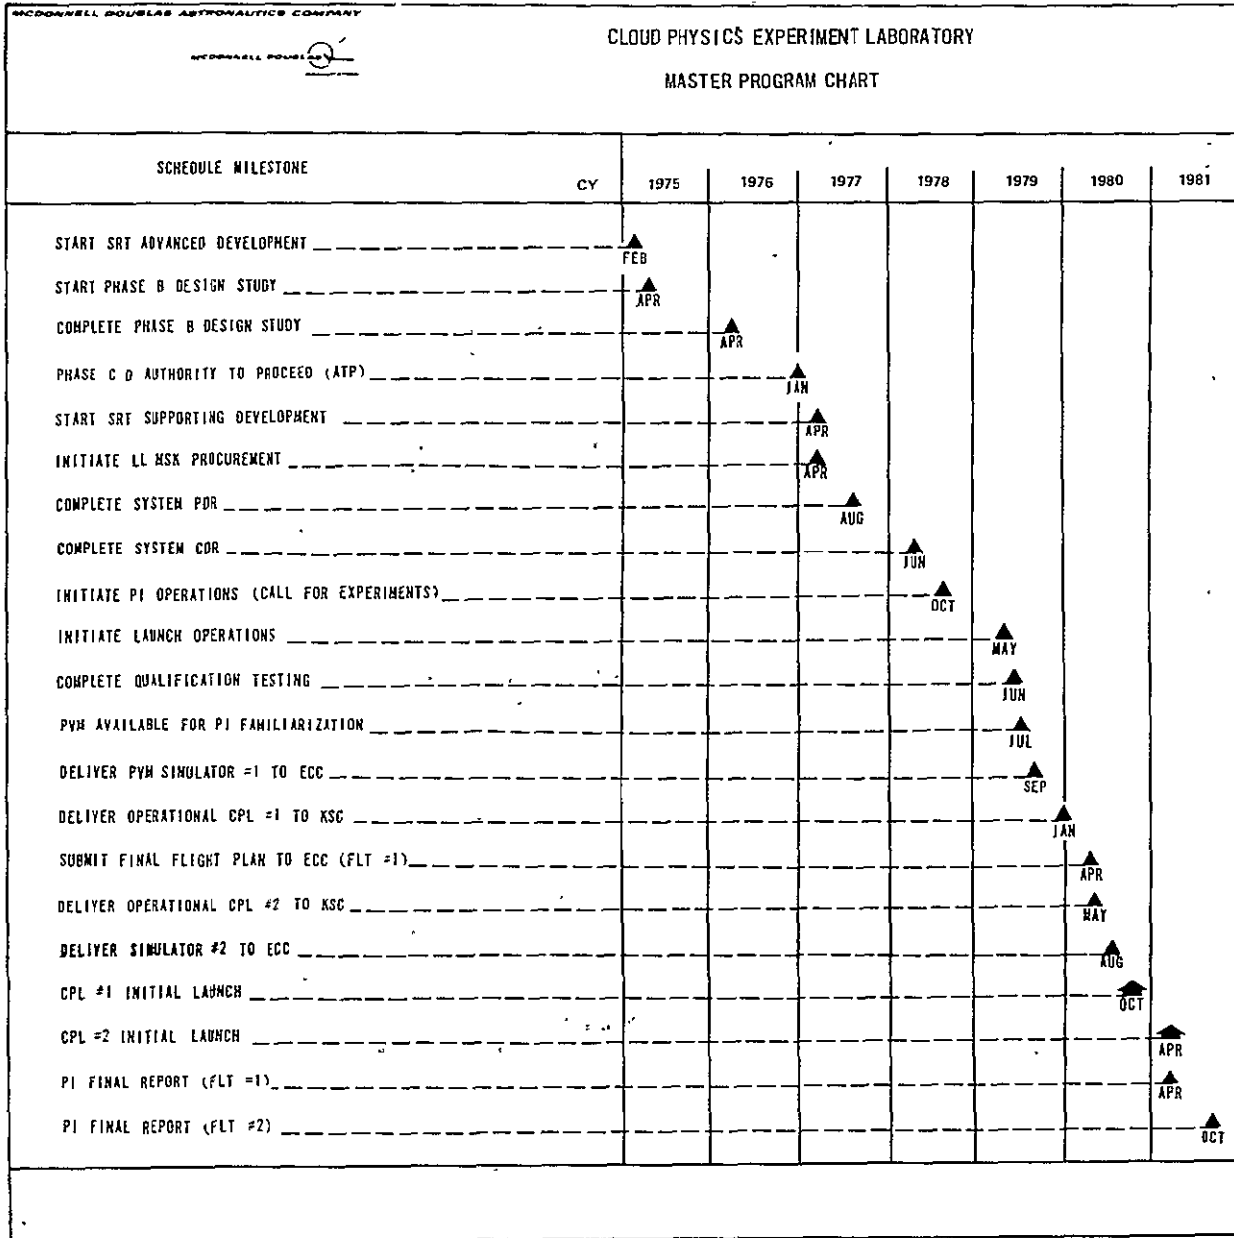 MCDONNELL DOUGLAS ASTRONAUTICS COMPANY
MCDONNELL DOUGLAS
CLOUD PHYSICS EXPERIMENT LABORATORY
MASTER PROGRAM CHART
SCHEDULE MILESTONE CY 1975 1976 1977 1978 1979 1980 1981
START SRT ADVANCED DEVELOPMENT FEB
START PHASE B DESIGN STUDY APR
COMPLETE PHASE B DESIGN STUDY APR
PHASE C D AUTHORITY TO PROCEED (ATP) JAN
START SRT SUPPORTING DEVELOPMENT APR
INITIATE LL MSK PROCUREMENT APR
COMPLETE SYSTEM PDR AUG
COMPLETE SYSTEM CDR JUN
INITIATE PI OPERATIONS (CALL FOR EXPERIMENTS) OCT
INITIATE LAUNCH OPERATIONS MAY
COMPLETE QUALIFICATION TESTING JUN
PVM AVAILABLE FOR PI FAMILIARIZATION JUL
DELIVER PVM SIMULATOR #1 TO ECC SEP
DELIVER OPERATIONAL CPL #1 TO KSC JAN
SUBMIT FINAL FLIGHT PLAN TO ECC (FLT #1) APR
DELIVER OPERATIONAL CPL #2 TO KSC MAY
DELIVER SIMULATOR #2 TO ECC AUG
CPL #1 INITIAL LAUNCH OCT
CPL #2 INITIAL LAUNCH APR
PI FINAL REPORT (FLT #1) APR
PI FINAL REPORT (FLT #2) OCT